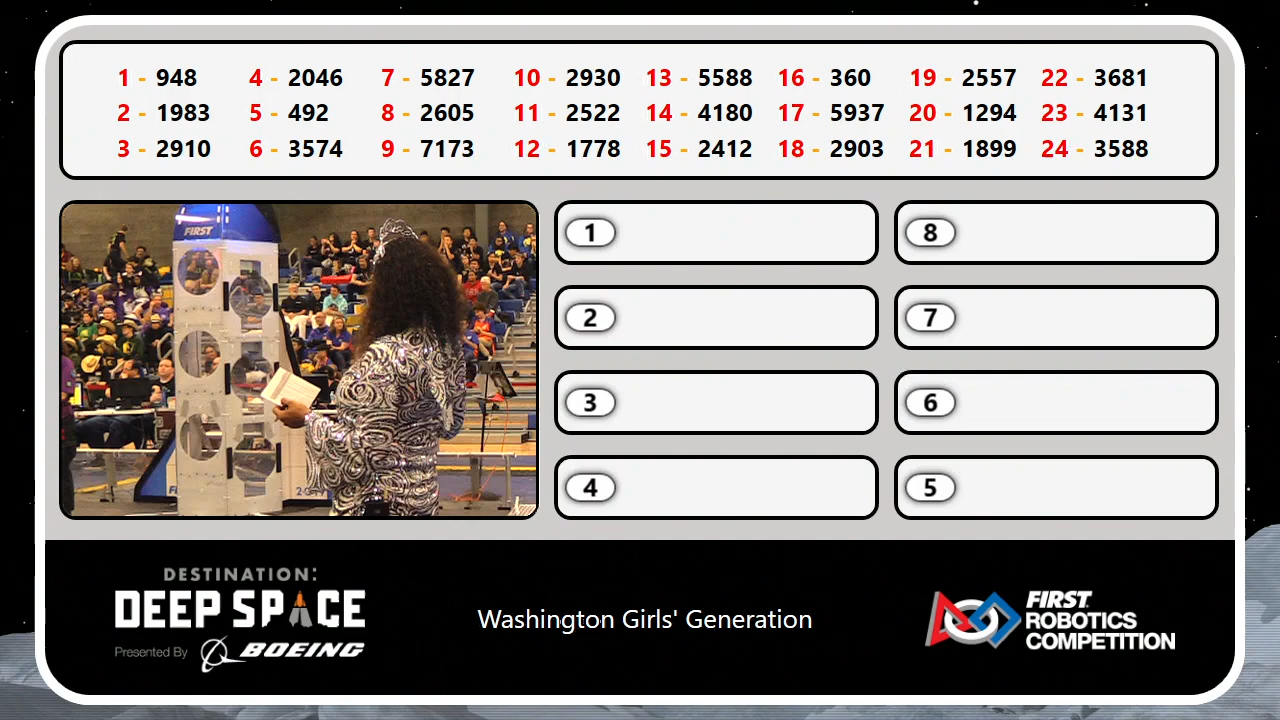 1 - 948 4 - 2046 7 - 5827 10 - 2930 13 - 5588 16 - 360 19 - 2557 22 - 3681
2 - 1983 5 - 492 8 - 2605 11 - 2522 14 - 4180 17 - 5937 20 - 1294 23 - 4131
3 - 2910 6 - 3574 9 - 7173 12 - 1778 15 - 2412 18 - 2903 21 - 1899 24 - 3588
FIRST
1
8
2
7
3
6
4
5
DESTINATION:
DEEP SPACE
Presented By BOEING
Washington Girls' Generation
FIRST
ROBOTICS
COMPETITION